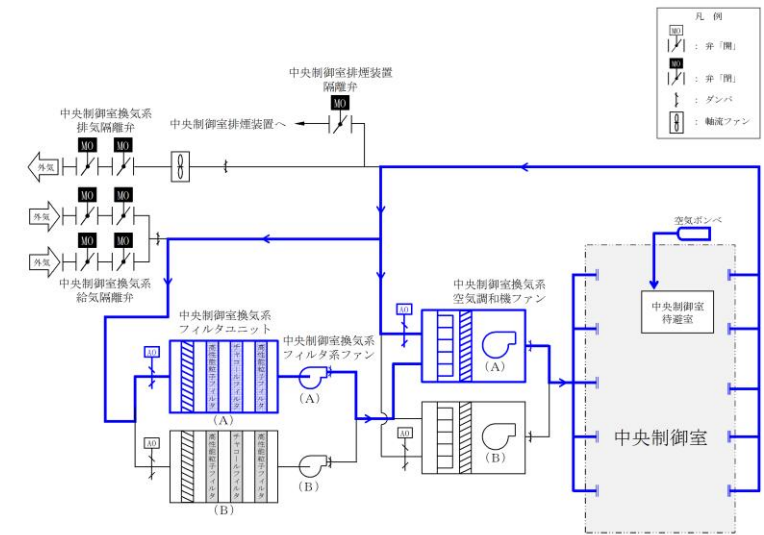 凡 例
MO
: 弁「開」
MO
: 弁「閉」
: ダンパ
: 軸流ファン
中央制御室排煙装置
隔離弁
MO
中央制御室排煙装置へ
中央制御室換気系
排気隔離弁
MO MO
外気
MO MO
外気
MO MO
外気
中央制御室換気系
給気隔離弁
空気ボンベ
中央制御室
待避室
中央制御室換気系
フィルタユニット
中央制御室換気系
フィルタ系ファン
中央制御室換気系
空気調和機ファン
AO
高性能粒子フィルタ
チャコールフィルタ
高性能粒子フィルタ
(A)
(A)
AO
(A)
AO
高性能粒子フィルタ
チャコールフィルタ
高性能粒子フィルタ
(B)
(B)
AO
(B)
中央制御室